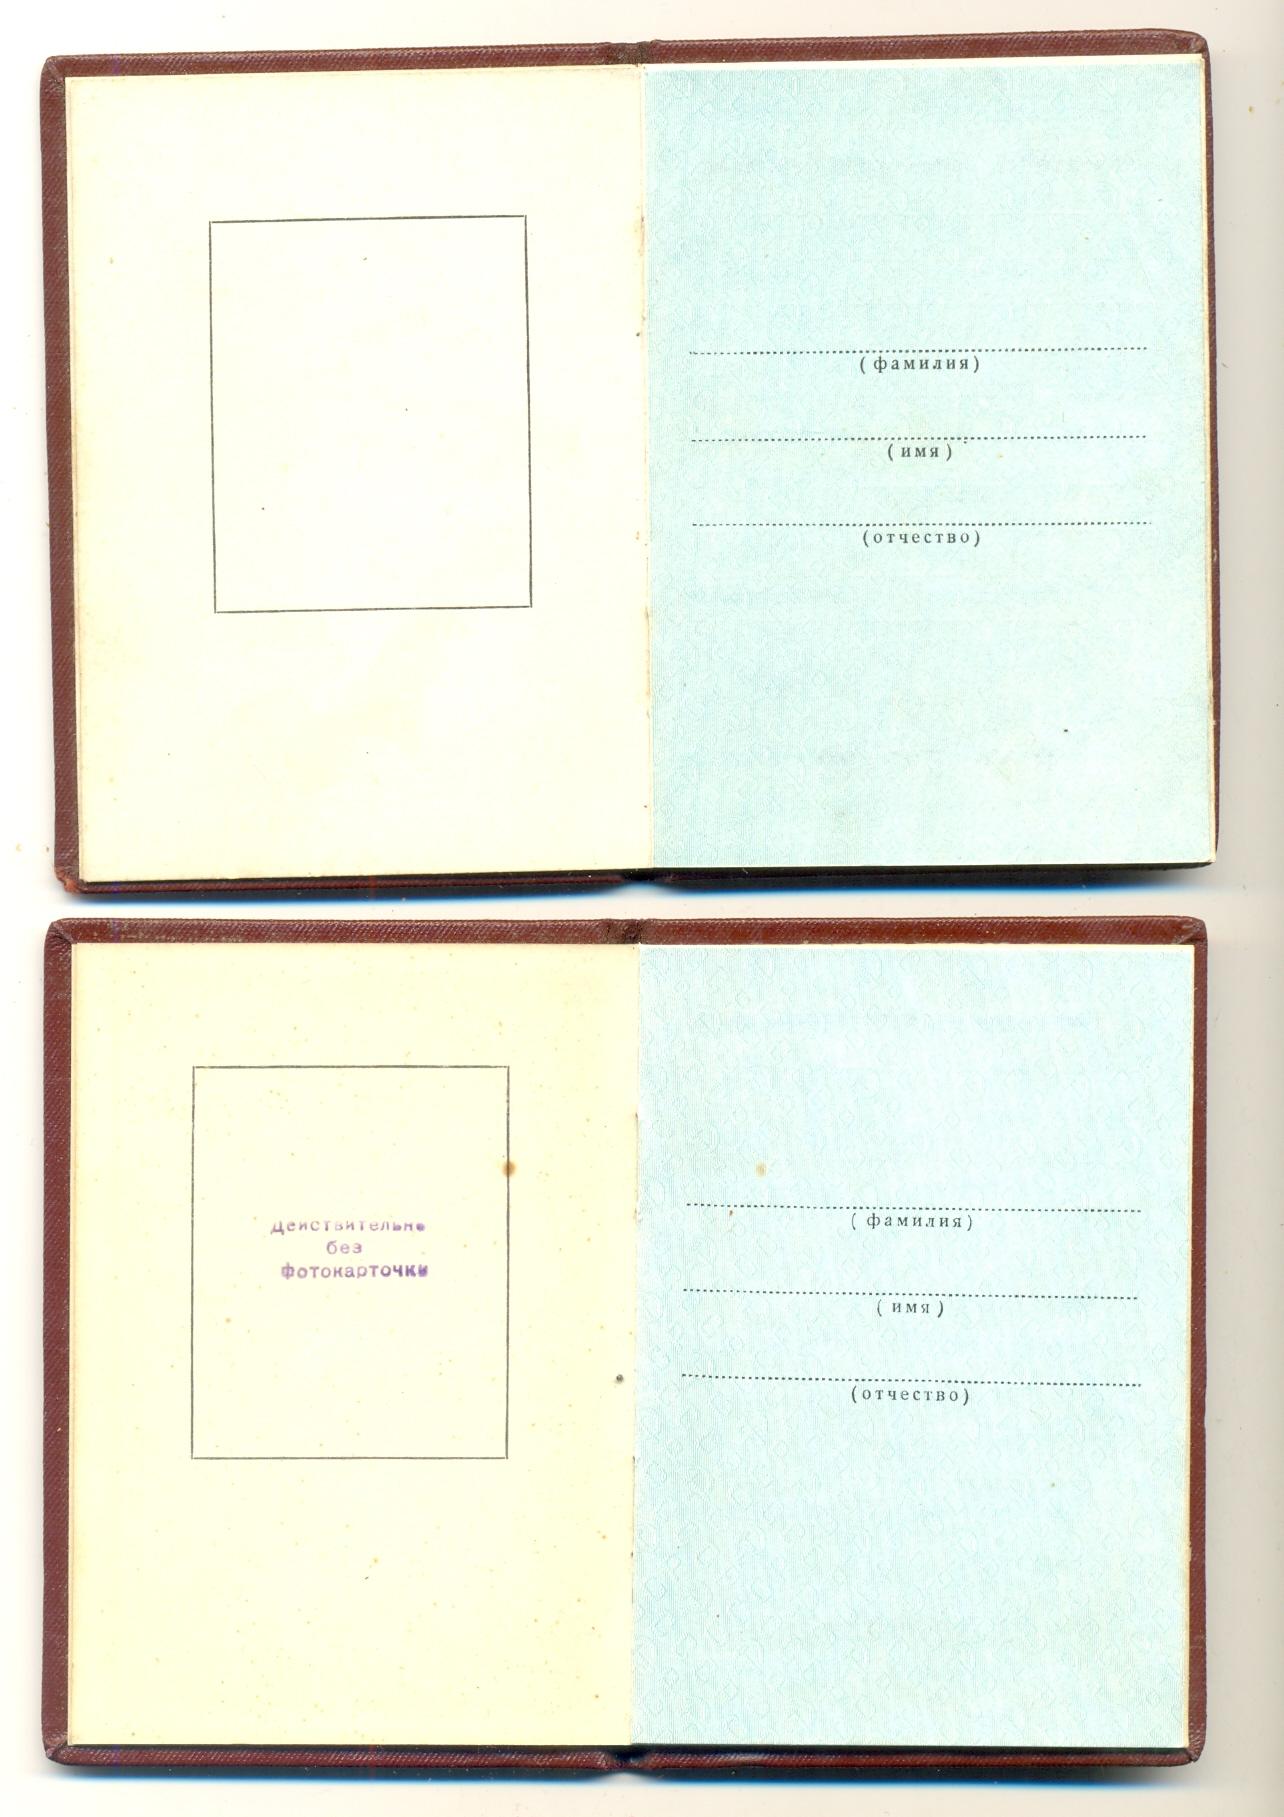 (фамилия)
(имя)
(отчество)
Действительно
без
фотокарточки
(фамилия)
(имя)
(отчество)